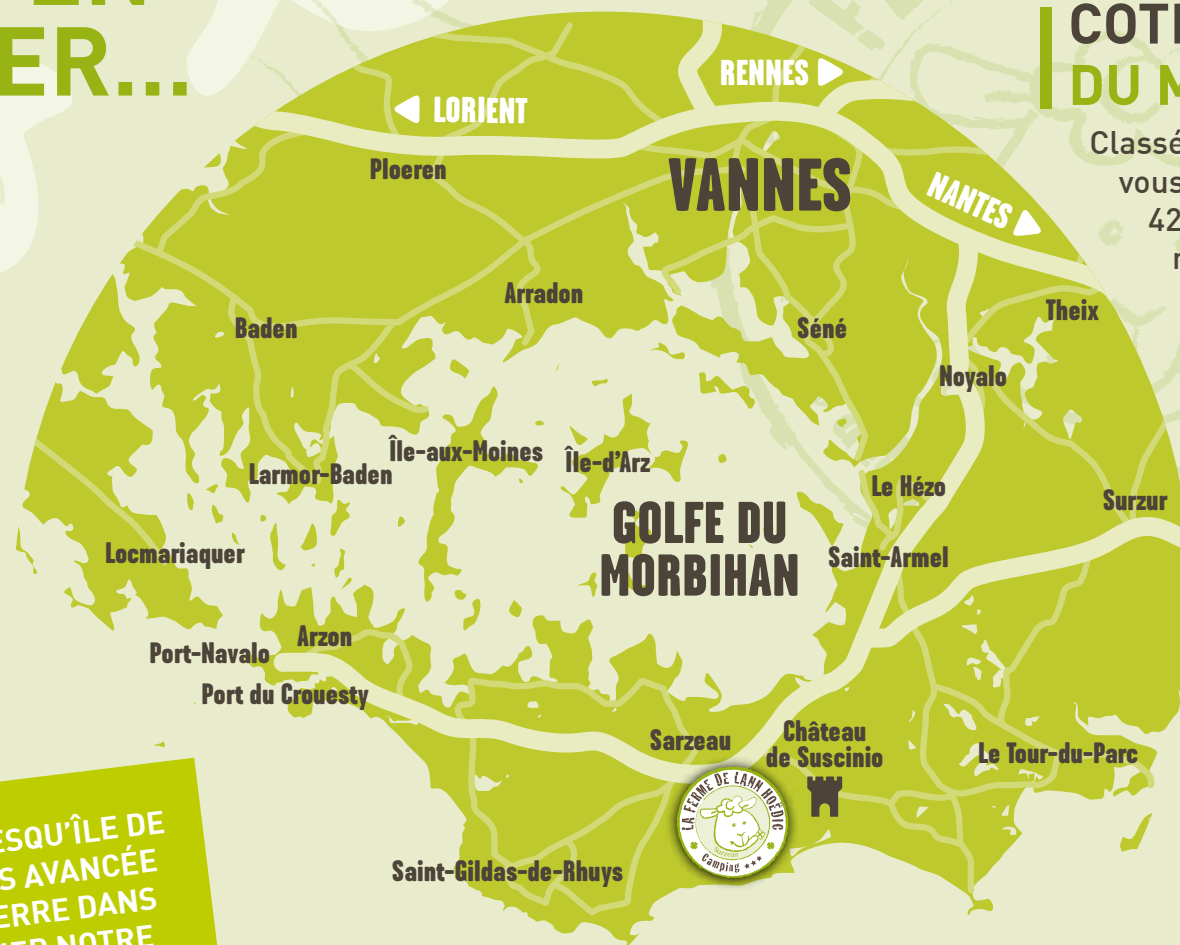 ER...
COT
DU M
Classé
vous
42
RENNES
LORIENT
Ploeren
VANNES
NANTES
Arradon
Theix
Baden
Séné
Noyalo
Île-aux-Moines
Île-d'Arz
Larmor-Baden
Le Hézo
Surzur
GOLFE DU
MORBIHAN
Locmariaquer
Saint-Armel
Arzon
Port-Navalo
Port du Crouesty
Sarzeau
Château
de Suscinio
Le Tour-du-Parc
LA FERME DE LANN HOËDIC
Sarzeau
Camping
Saint-Gildas-de-Rhuys
ESQU'ÎLE DE
S AVANCÉE
ERRE DANS
NOTRE